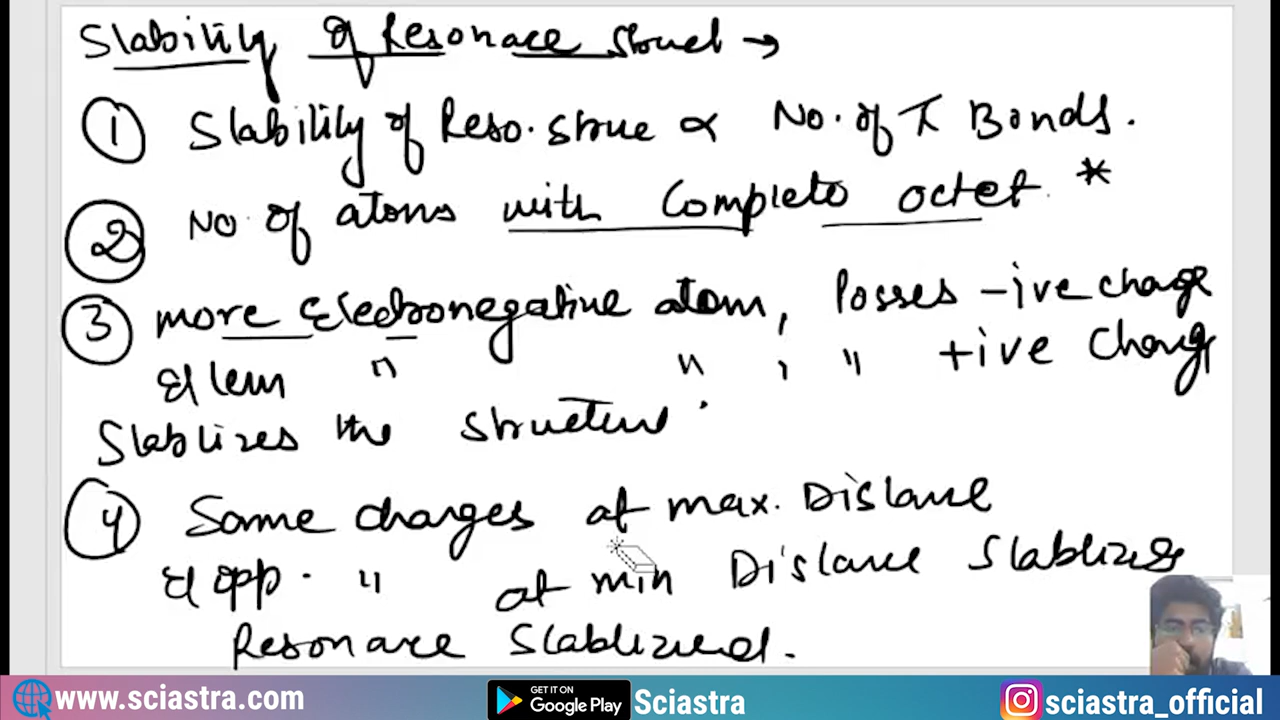 Stability of Resonace struct →
① Stability of Reso. strue ∝ No. of π Bonds.
② No. of atoms with Complete octet. *
③ more Electronegative atom, Posses -ive charge
& less " " , " +ive Charge
Stablizes the structure.
④ Same charges at max. Distance
& opp. " at min Distance Stablizes
Resonace Stablized.
www.sciastra.com
GET IT ON
Google Play
Sciastra
sciastra_official